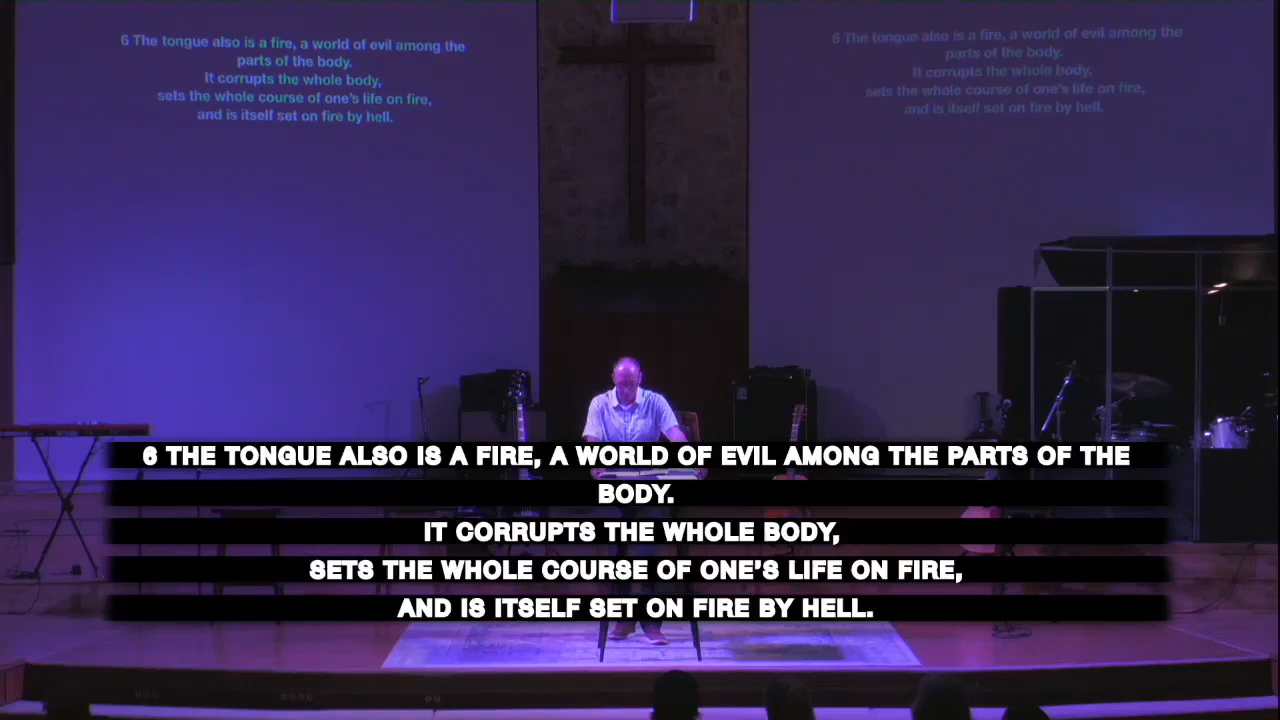 6 The tongue also is a fire, a world of evil among the
parts of the body.
It corrupts the whole body,
sets the whole course of one's life on fire,
and is itself set on fire by hell.
6 The tongue also is a fire, a world of evil among the
parts of the body.
It corrupts the whole body,
sets the whole course of one's life on fire,
and is itself set on fire by hell.
6 THE TONGUE ALSO IS A FIRE, A WORLD OF EVIL AMONG THE PARTS OF THE
BODY.
IT CORRUPTS THE WHOLE BODY,
SETS THE WHOLE COURSE OF ONE'S LIFE ON FIRE,
AND IS ITSELF SET ON FIRE BY HELL.